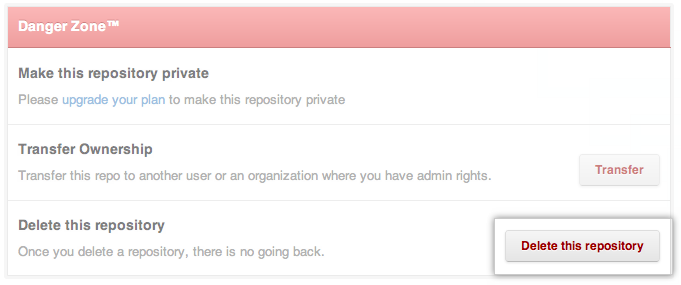 Danger Zone™
Make this repository private
Please upgrade your plan to make this repository private
Transfer Ownership
Transfer this repo to another user or an organization where you have admin rights.
Transfer
Delete this repository
Once you delete a repository, there is no going back.
Delete this repository